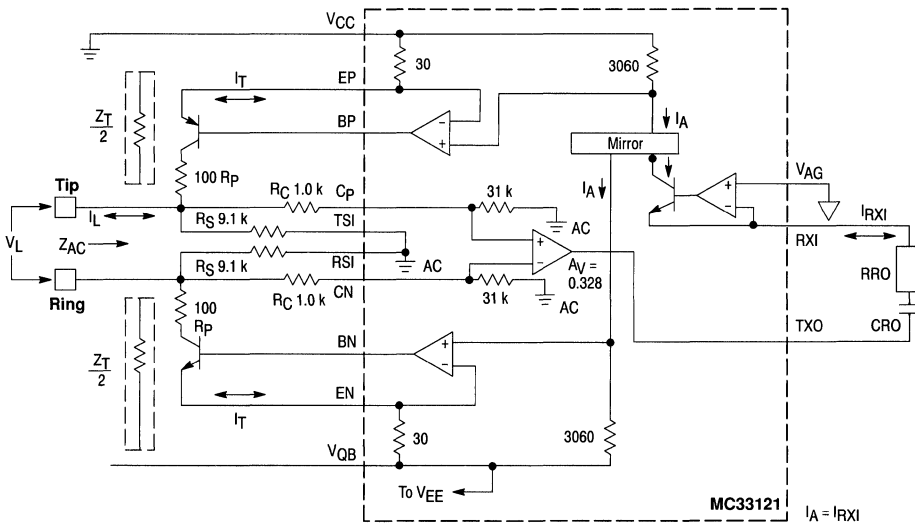 VCC
30
3060
EP
IT
ZT
2
BP
IA
Mirror
100 RP
Tip
IL
RC 1.0 k
CP
31 k
IA
VAG
VL
ZAC
RS 9.1 k
TSI
AC
IRXI
RXI
RS 9.1 k
RSI
AC
AV =
0.328
RRO
Ring
RC 1.0 k
CN
31 k
AC
TXO
CRO
100
RP
BN
ZT
2
EN
IT
30
3060
VQB
To VEE
MC33121
IA = IRXI
+
−
+
−
+
−
+
−